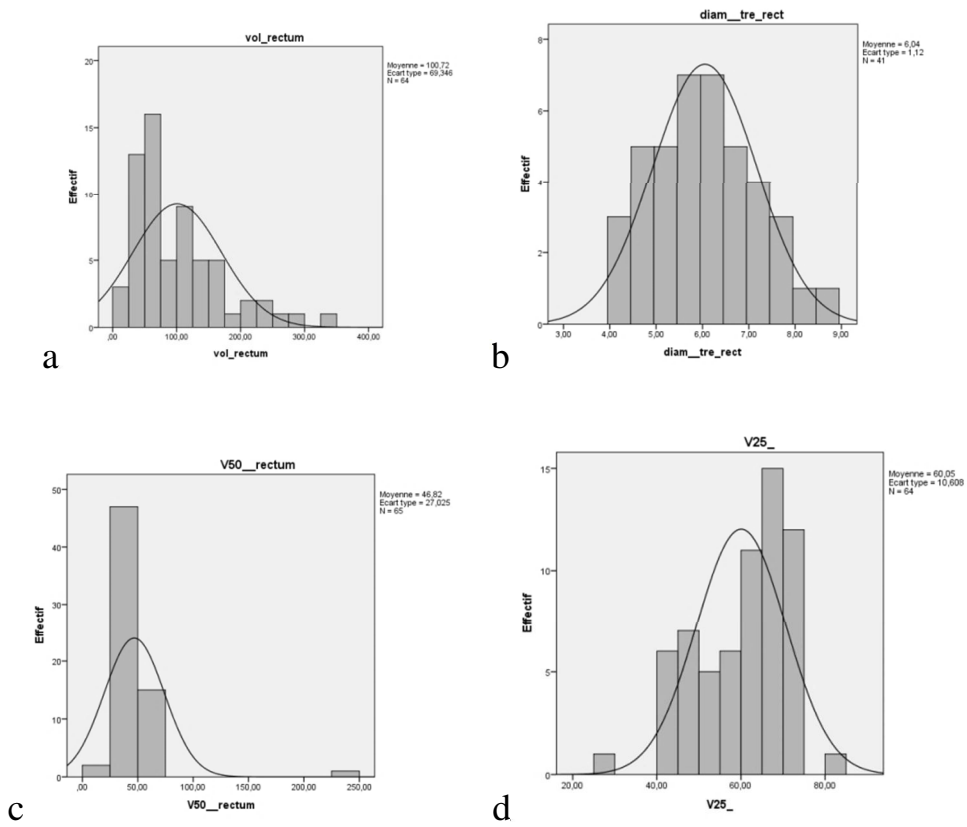 vol_rectum
Moyenne = 100,72
Ecart type = 69,346
N = 64
20
15
10
5
0
Effectif
,00 100,00 200,00 300,00 400,00
vol_rectum
a
diam__tre_rect
Moyenne = 6,04
Ecart type = 1,12
N = 41
8
6
4
2
0
Effectif
3,00 4,00 5,00 6,00 7,00 8,00 9,00
diam__tre_rect
b
V50__rectum
Moyenne = 46,82
Ecart type = 27,025
N = 65
50
40
30
20
10
0
Effectif
,00 50,00 100,00 150,00 200,00 250,00
V50__rectum
c
V25_
Moyenne = 60,05
Ecart type = 10,608
N = 64
15
10
5
0
Effectif
20,00 40,00 60,00 80,00
V25_
d